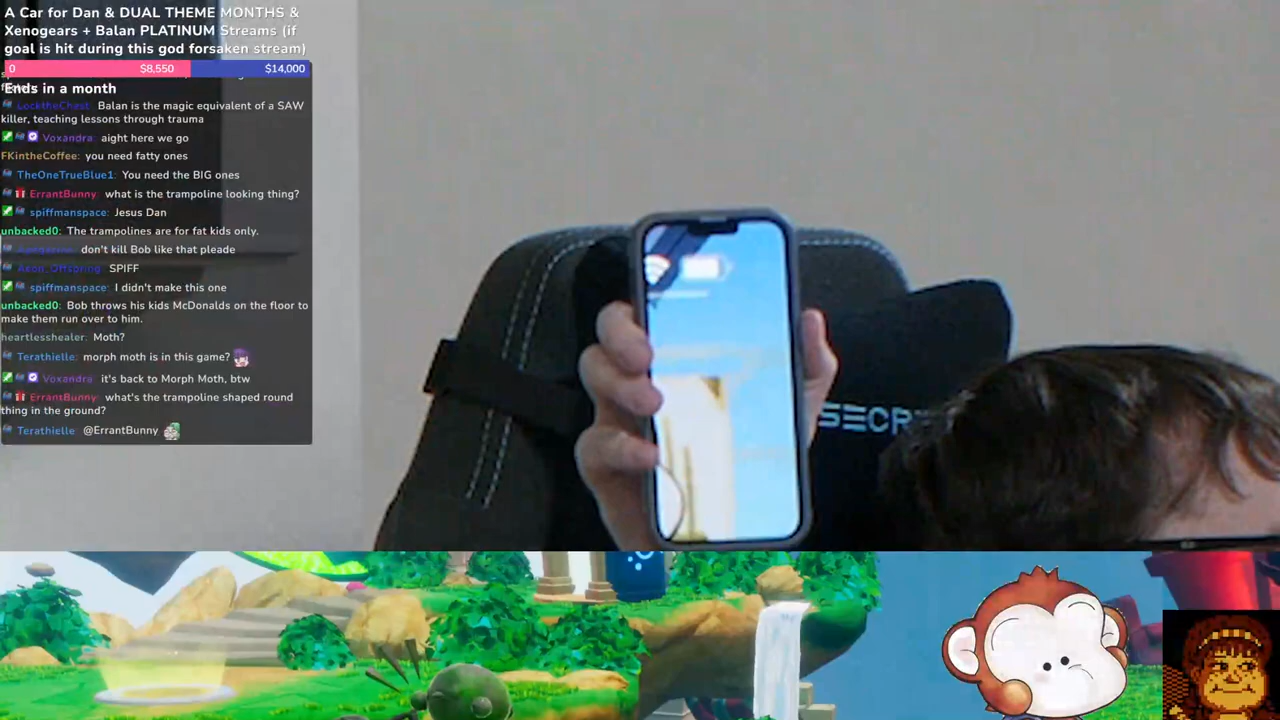 A Car for Dan & DUAL THEME MONTHS &
Xenogears + Balan PLATINUM Streams (if
goal is hit during this god forsaken stream)
0 $8,550 $14,000
Ends in a month
LocktheChest: Balan is the magic equivalent of a SAW
killer, teaching lessons through trauma
Voxandra: aight here we go
FKintheCoffee: you need fatty ones
TheOneTrueBlue1: You need the BIG ones
ErrantBunny: what is the trampoline looking thing?
spiffmanspace: Jesus Dan
unbacked0: The trampolines are for fat kids only.
don't kill Bob like that pleade
Axon_Offspring: SPIFF
spiffmanspace: I didn't make this one
unbacked0: Bob throws his kids McDonalds on the floor to
make them run over to him.
heartlesshealer: Moth?
Terathielle: morph moth is in this game?
Voxandra: it's back to Morph Moth, btw
ErrantBunny: what's the trampoline shaped round
thing in the ground?
Terathielle: @ErrantBunny
SECR